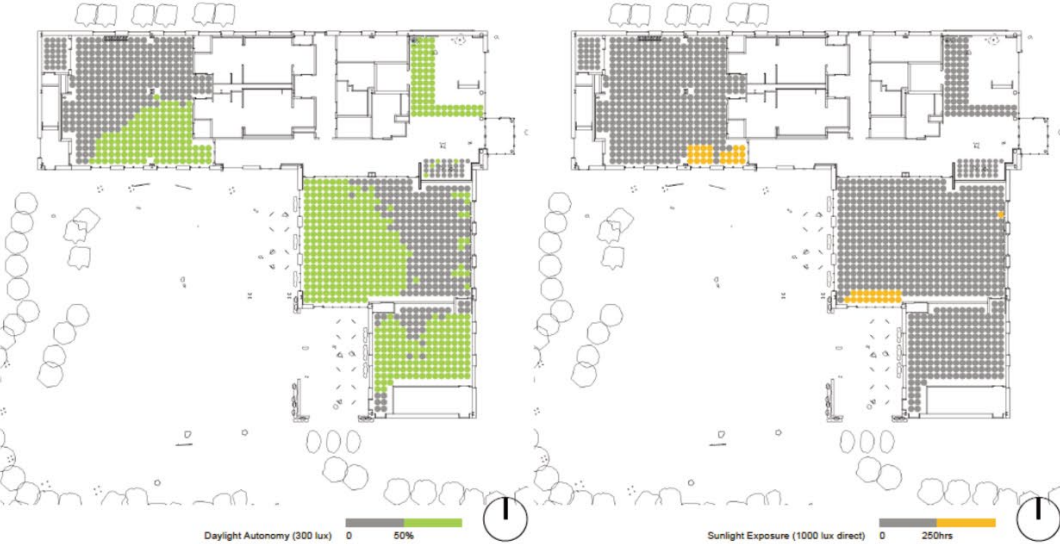 Daylight Autonomy (300 lux) 0 50%
Sunlight Exposure (1000 lux direct) 0 250hrs